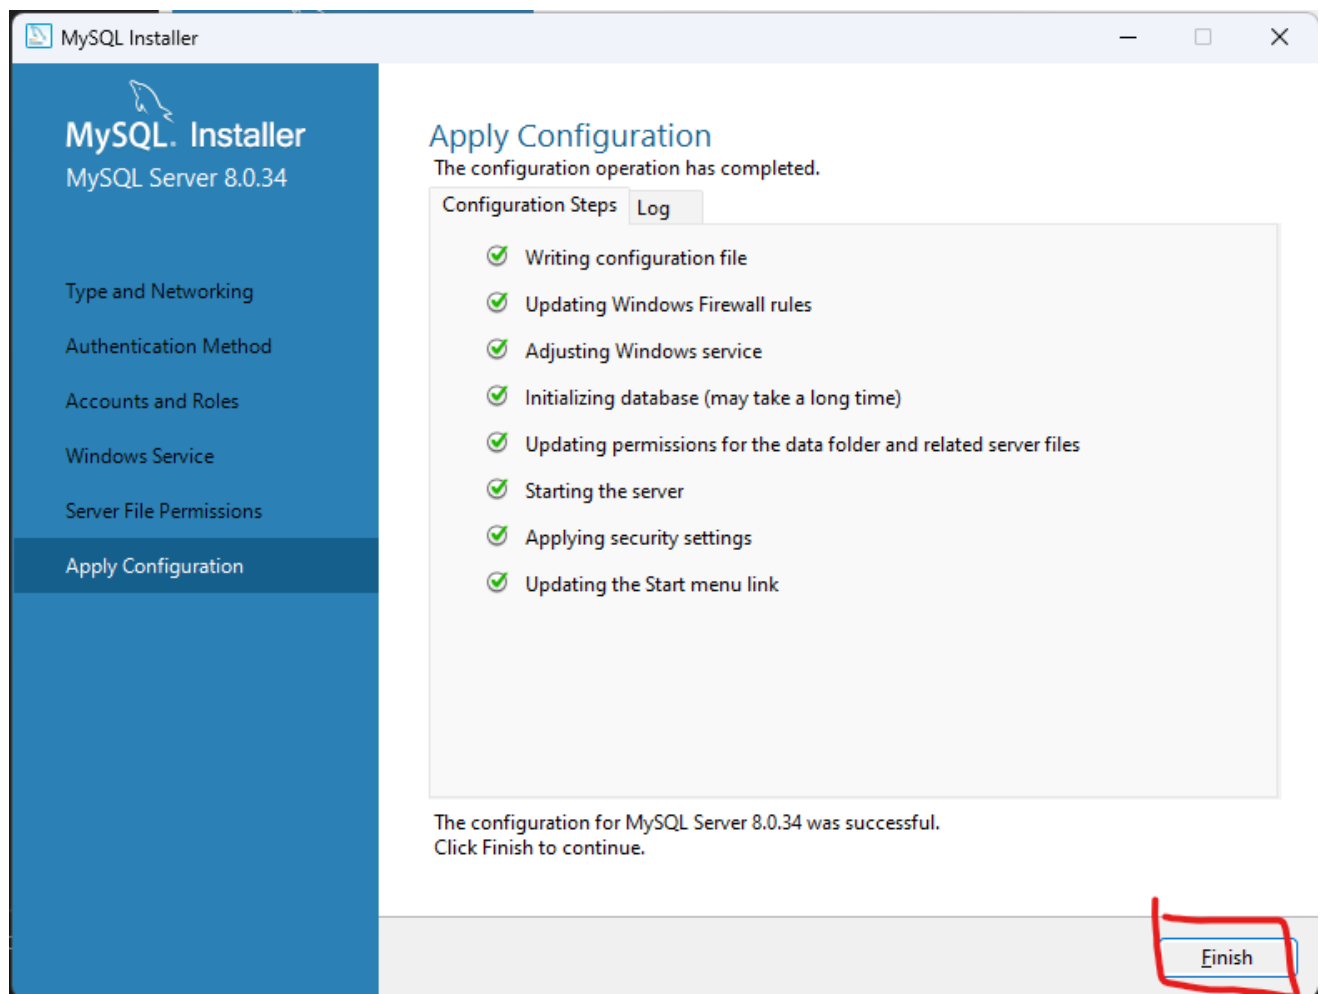 MySQL Installer
MySQL. Installer
MySQL Server 8.0.34
Type and Networking
Authentication Method
Accounts and Roles
Windows Service
Server File Permissions
Apply Configuration
Apply Configuration
The configuration operation has completed.
Configuration Steps Log
Writing configuration file
Updating Windows Firewall rules
Adjusting Windows service
Initializing database (may take a long time)
Updating permissions for the data folder and related server files
Starting the server
Applying security settings
Updating the Start menu link
The configuration for MySQL Server 8.0.34 was successful.
Click Finish to continue.
Finish